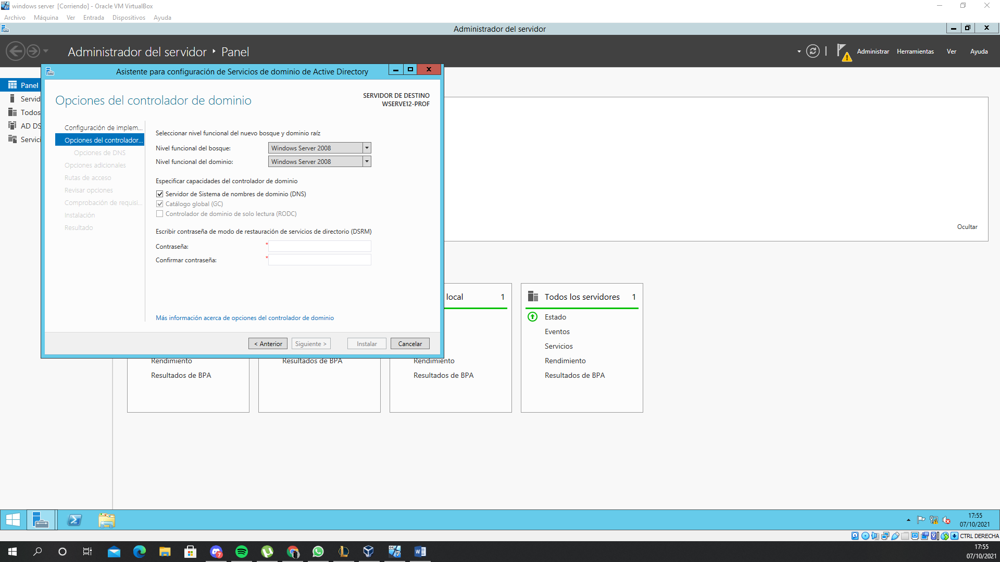 windows server [Corriendo] - Oracle VM VirtualBox
Archivo Máquina Ver Entrada Dispositivos Ayuda
Administrador del servidor
Administrador del servidor ‣ Panel
Administrar Herramientas Ver Ayuda
Asistente para configuración de Servicios de dominio de Active Directory
Panel
Servid
Todos
AD DS
Servici
Opciones del controlador de dominio
SERVIDOR DE DESTINO
WSERVE12-PROF
Configuración de implem...
Opciones del controlador...
Opciones de DNS
Opciones adicionales
Rutas de acceso
Revisar opciones
Comprobación de requisi...
Instalación
Resultado
Seleccionar nivel funcional del nuevo bosque y dominio raíz
Nivel funcional del bosque: Windows Server 2008
Nivel funcional del dominio: Windows Server 2008
Especificar capacidades del controlador de dominio
Servidor de Sistema de nombres de dominio (DNS)
Catálogo global (GC)
Controlador de dominio de solo lectura (RODC)
Escribir contraseña de modo de restauración de servicios de directorio (DSRM)
Contraseña: *
Confirmar contraseña: *
Más información acerca de opciones del controlador de dominio
< Anterior Siguiente > Instalar Cancelar
Ocultar
Rendimiento
Resultados de BPA
Resultados de BPA
local 1
Rendimiento
Resultados de BPA
Todos los servidores 1
Estado
Eventos
Servicios
Rendimiento
Resultados de BPA
17:55
07/10/2021
CTRL DERECHA
17:55
07/10/2021